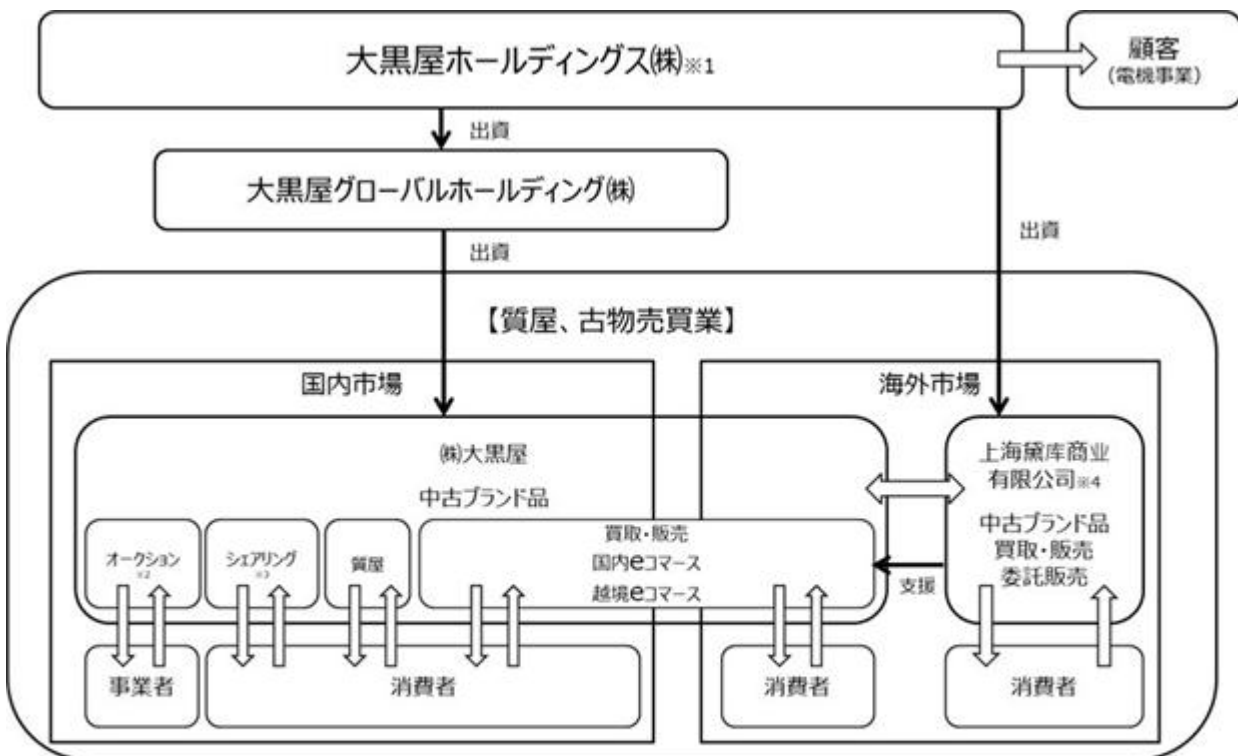 大黒屋ホールディングス㈱※1
顧客
(電機事業)
出資
大黒屋グローバルホールディング㈱
出資
出資
【質屋、古物売買業】
国内市場
海外市場
㈱大黒屋
中古ブランド品
オークション
※2
シェアリング
※3
質屋
買取・販売
国内eコマース
越境eコマース
上海黛库商业
有限公司※4
中古ブランド品
買取・販売
委託販売
支援
事業者
消費者
消費者
消費者